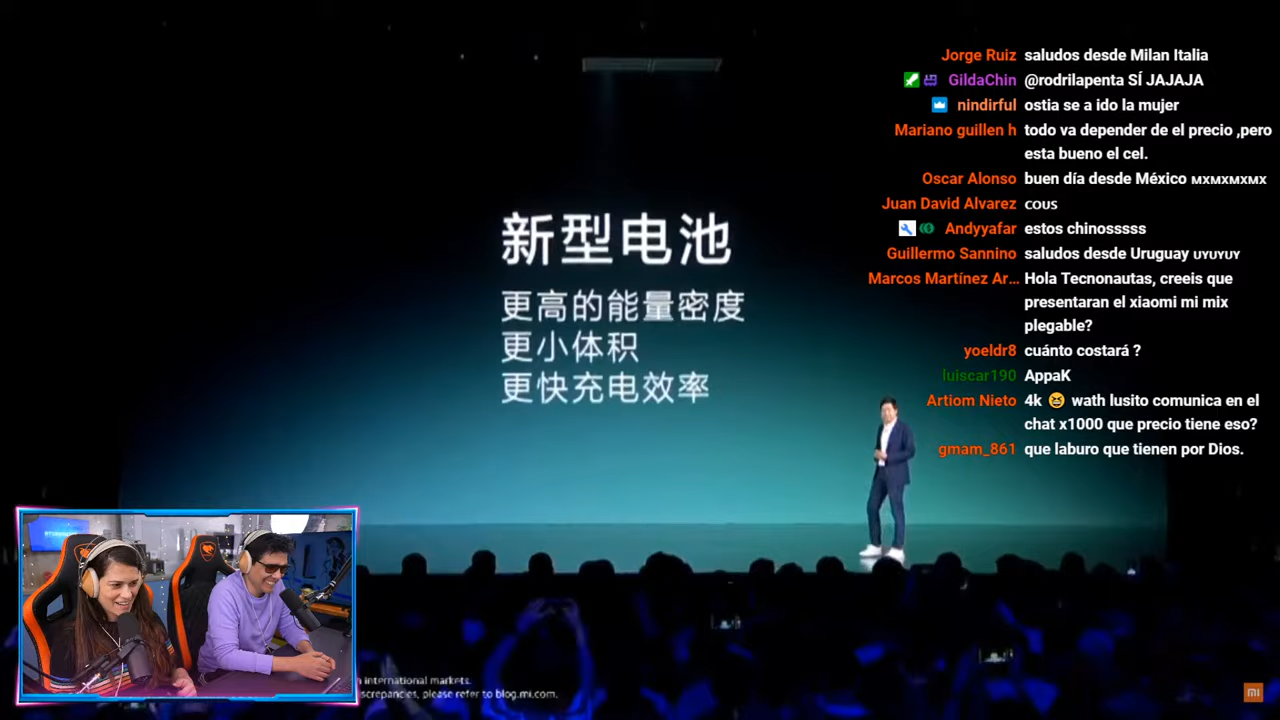 新型电池
更高的能量密度
更小体积
更快充电效率
Jorge Ruiz saludos desde Milan Italia
GildaChin @rodrilapenta SÍ JAJAJA
nindirful ostia se a ido la mujer
Mariano guillen h todo va depender de el precio ,pero
esta bueno el cel.
Oscar Alonso buen día desde México ᴍxᴍxᴍxᴍx
Juan David Alvarez ᴄᴏᴜs
Andyyafar estos chinosssss
Guillermo Sannino saludos desde Uruguay ᴜʏᴜʏᴜʏ
Marcos Martínez Ar... Hola Tecnonautas, creeis que
presentaran el xiaomi mi mix
plegable?
yoeldr8 cuánto costará ?
luiscar190 AppaK
Artiom Nieto 4k 😆 wath lusito comunica en el
chat x1000 que precio tiene eso?
gmam_861 que laburo que tienen por Dios.
international markets.
screpancies, please refer to blog.mi.com.
mi